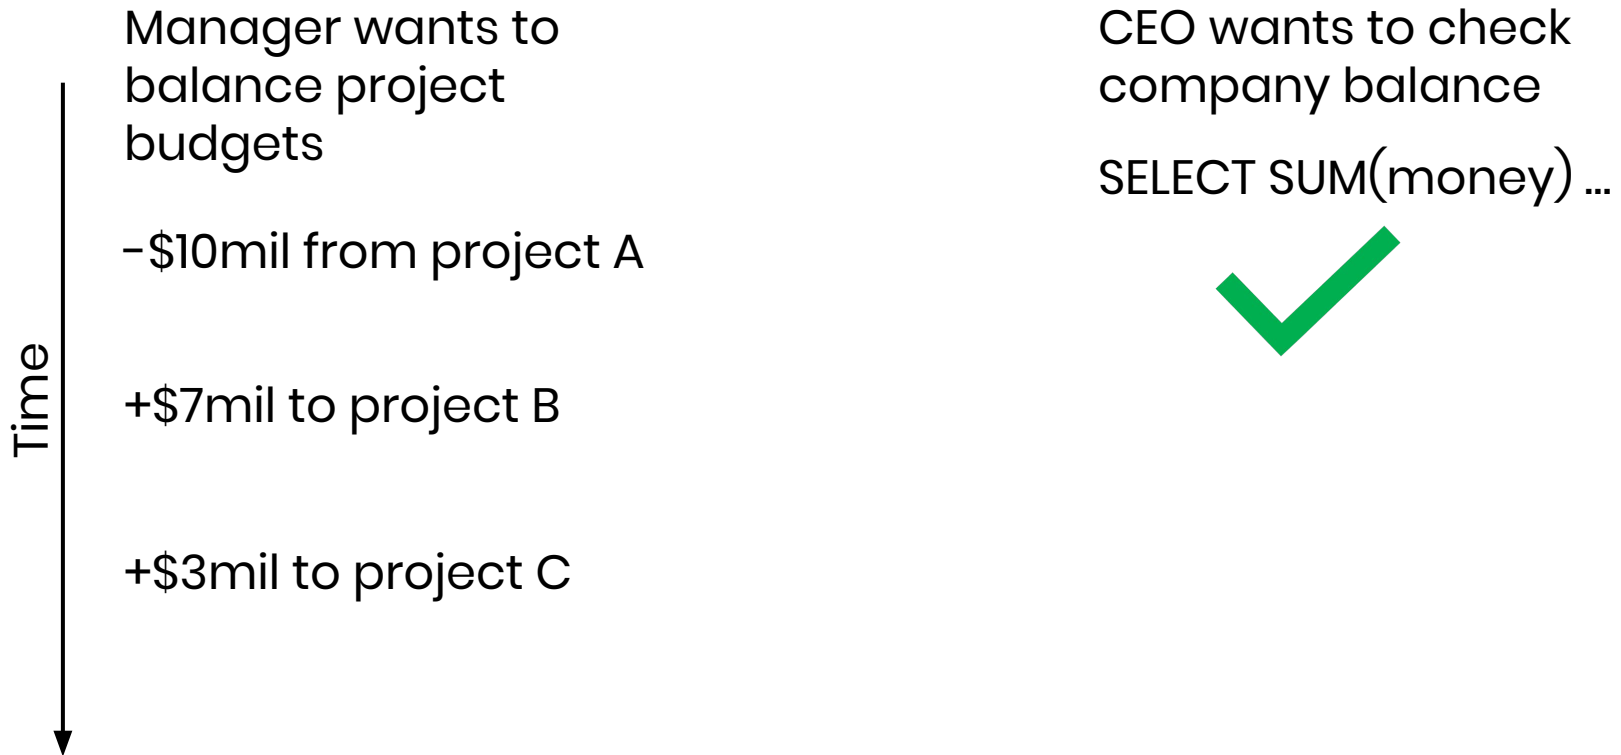 Manager wants to
balance project
budgets
CEO wants to check
company balance
SELECT SUM(money) ...
-$10mil from project A
+$7mil to project B
+$3mil to project C
Time